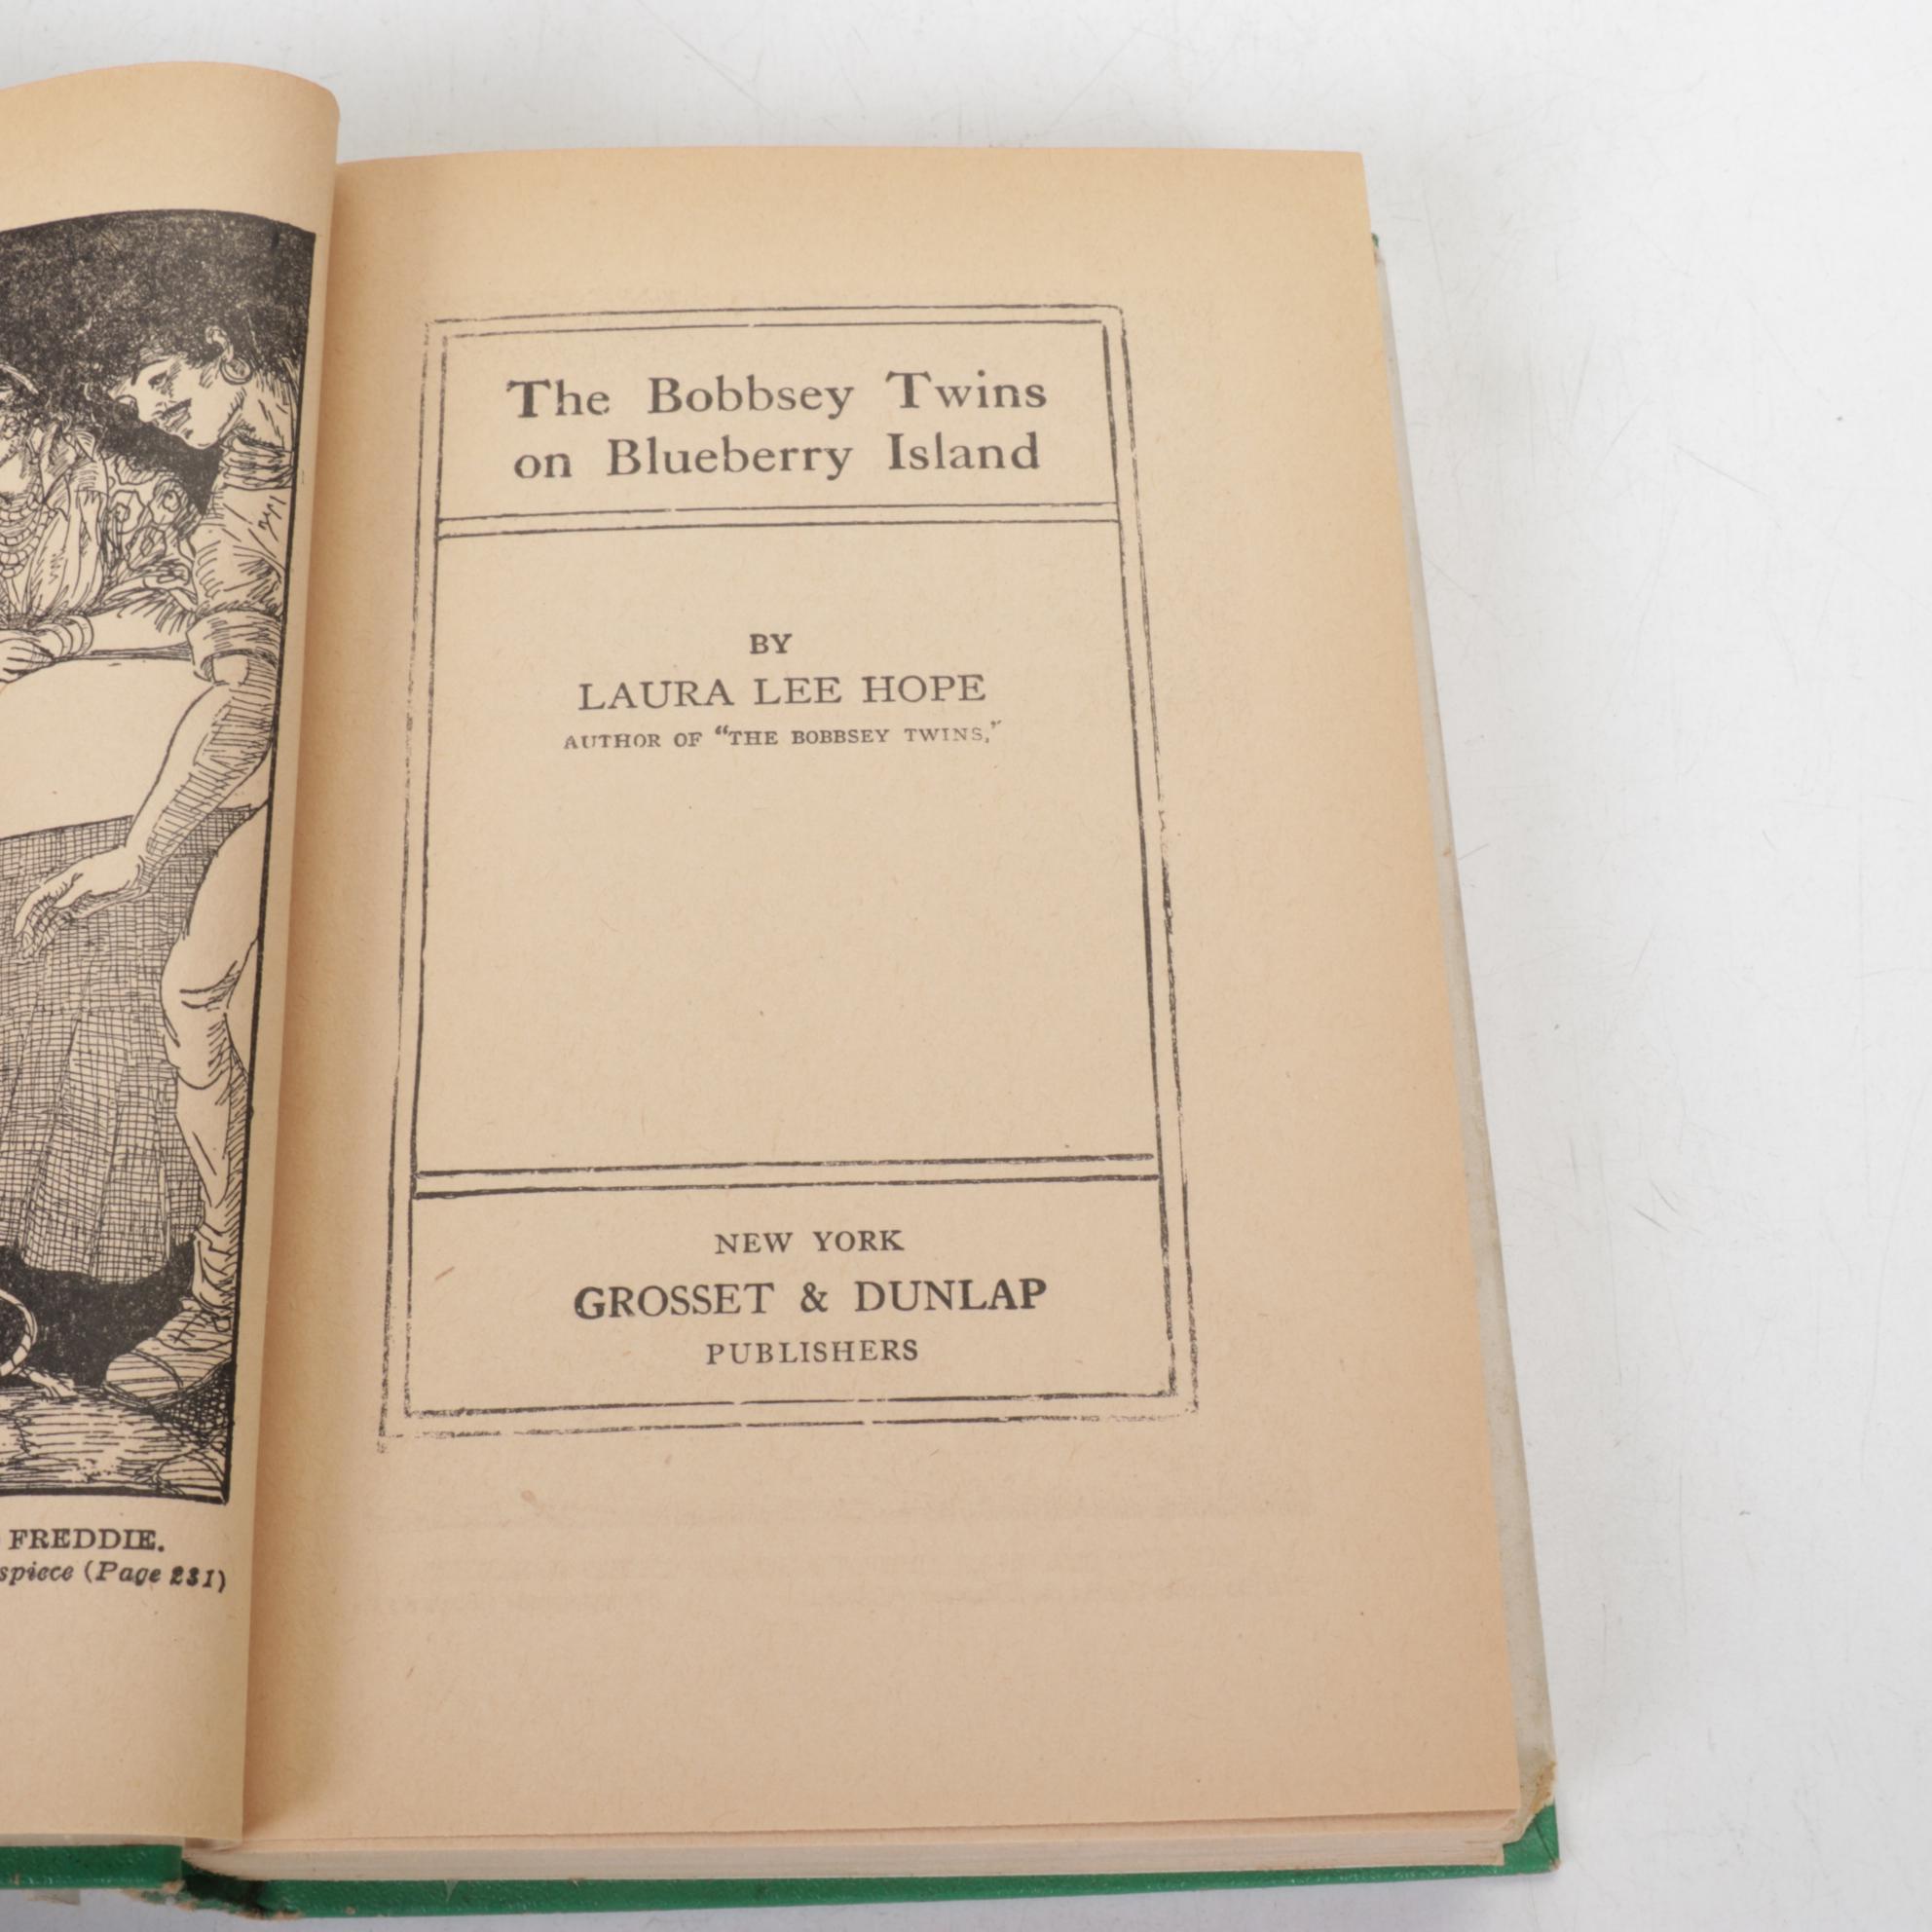 FREDDIE.
spiece (Page 231)
The Bobbsey Twins
on Blueberry Island
BY
LAURA LEE HOPE
AUTHOR OF "THE BOBBSEY TWINS,"
NEW YORK
GROSSET & DUNLAP
PUBLISHERS